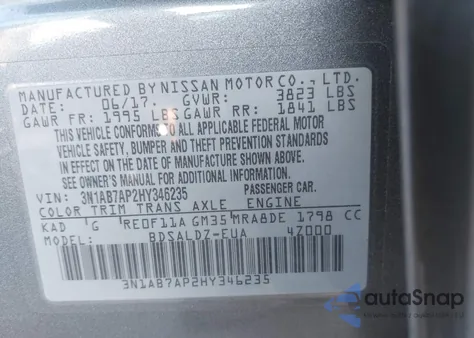 MANUFACTURED BY NISSAN MOTOR CO., LTD.
DATE: 06/17. GVWR: 3823 LBS
GAWR FR: 1995 LBS GAWR RR: 1841 LBS
THIS VEHICLE CONFORMS TO ALL APPLICABLE FEDERAL MOTOR
VEHICLE SAFETY, BUMPER AND THEFT PREVENTION STANDARDS
IN EFFECT ON THE DATE OF MANUFACTURE SHOWN ABOVE.
SEE OWNER'S MANUAL FOR ADDITIONAL INFORMATION.
VIN: 3N1AB7AP2HY346235 PASSENGER CAR.
COLOR TRIM TRANS AXLE ENGINE
KAD G RE0F11A GM35 MRA8DE 1798 CC
MODEL: BDSALDZ-EUA 4Z000
3N1AB7AP2HY346235
autoSnap